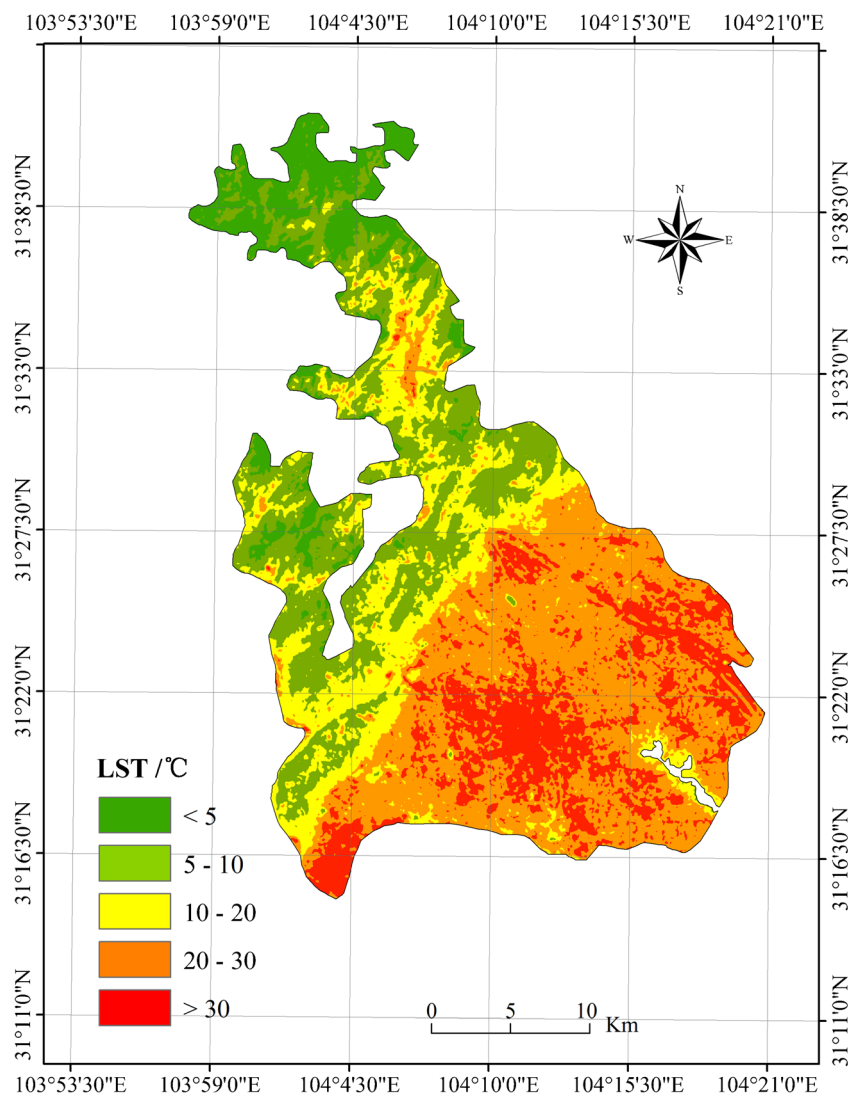 103°53'30"E 103°59'0"E 104°4'30"E 104°10'0"E 104°15'30"E 104°21'0"E
31°38'30"N 31°38'30"N
N
W E
S
31°33'0"N 31°33'0"N
31°27'30"N 31°27'30"N
31°22'0"N 31°22'0"N
LST /℃
< 5
5 - 10
10 - 20
20 - 30
> 30
31°16'30"N 31°16'30"N
0 5 10 Km
31°11'0"N 31°11'0"N
103°53'30"E 103°59'0"E 104°4'30"E 104°10'0"E 104°15'30"E 104°21'0"E